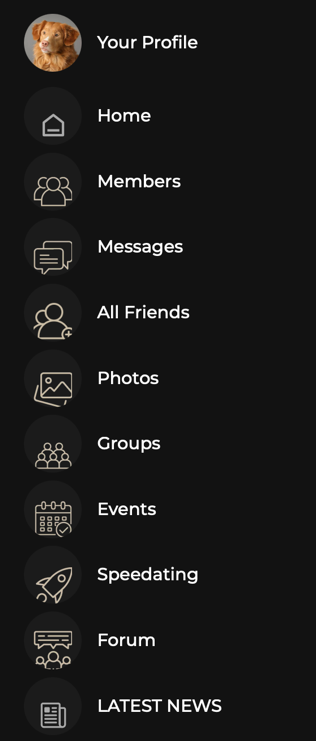 Your Profile
Home
Members
Messages
All Friends
Photos
Groups
Events
Speedating
Forum
LATEST NEWS